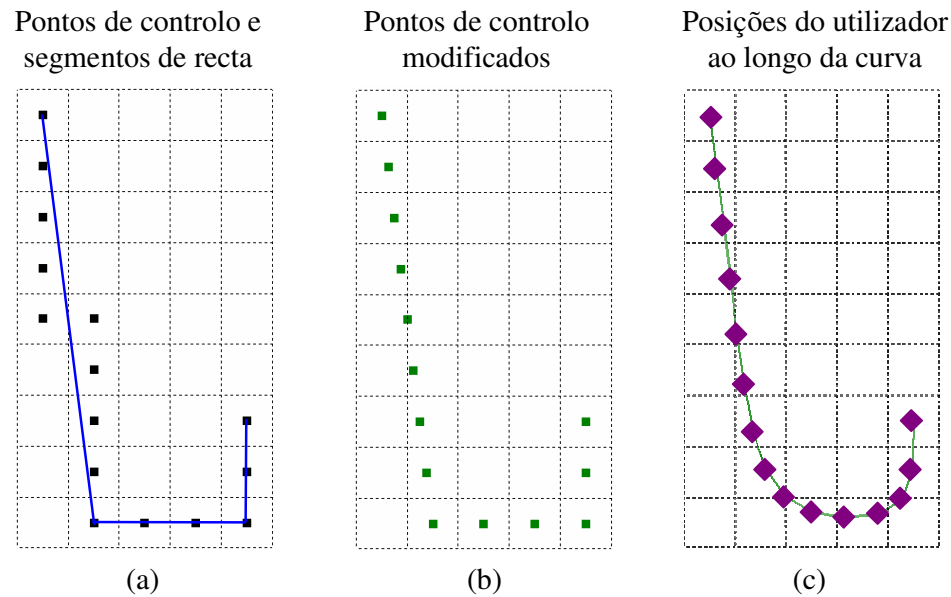 Pontos de controlo e
segmentos de recta
Pontos de controlo
modificados
Posições do utilizador
ao longo da curva
(a)
(b)
(c)